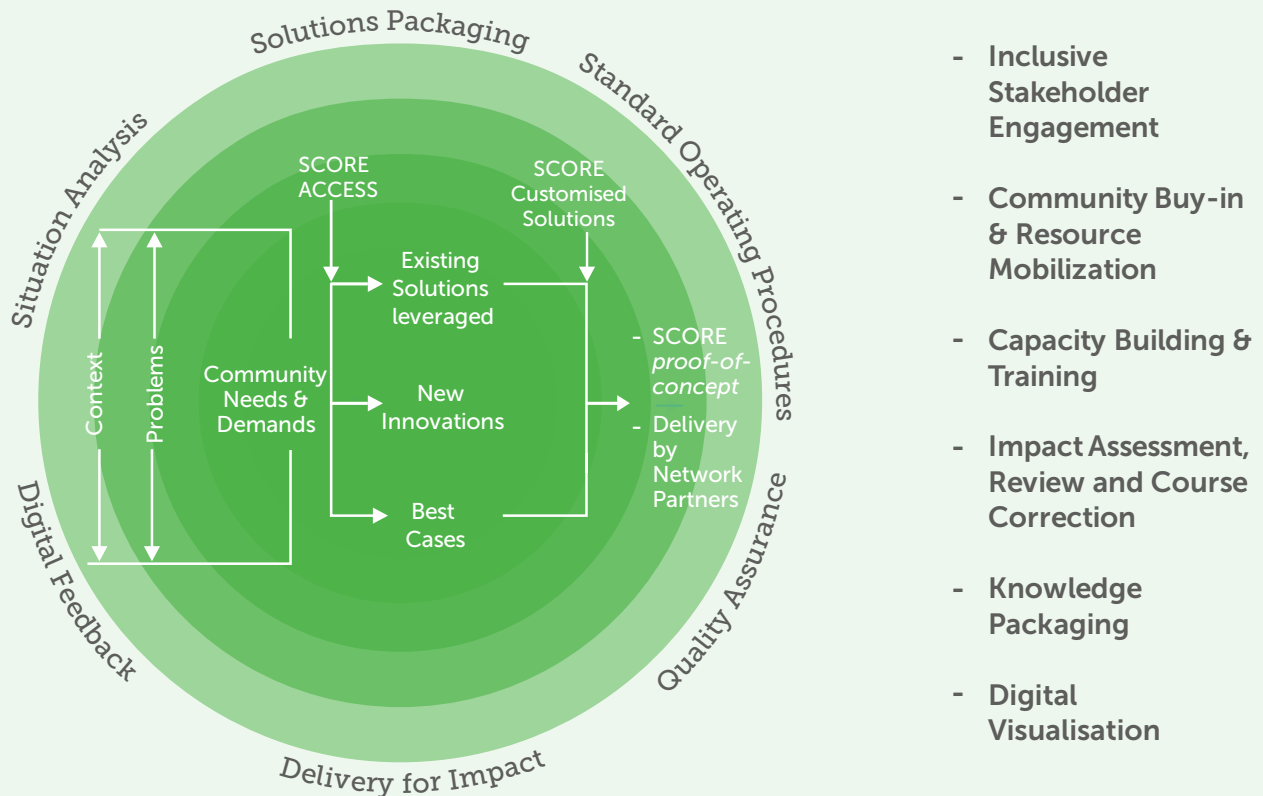 Solutions Packaging
Standard Operating Procedures
Situation Analysis
Digital Feedback
Delivery for Impact
Quality Assurance
SCORE
ACCESS
SCORE
Customised
Solutions
Context
Problems
Community
Needs &
Demands
Existing
Solutions
leveraged
New
Innovations
Best
Cases
- SCORE
proof-of-
concept
- Delivery
by
Network
Partners
- Inclusive
Stakeholder
Engagement
- Community Buy-in
& Resource
Mobilization
- Capacity Building &
Training
- Impact Assessment,
Review and Course
Correction
- Knowledge
Packaging
- Digital
Visualisation